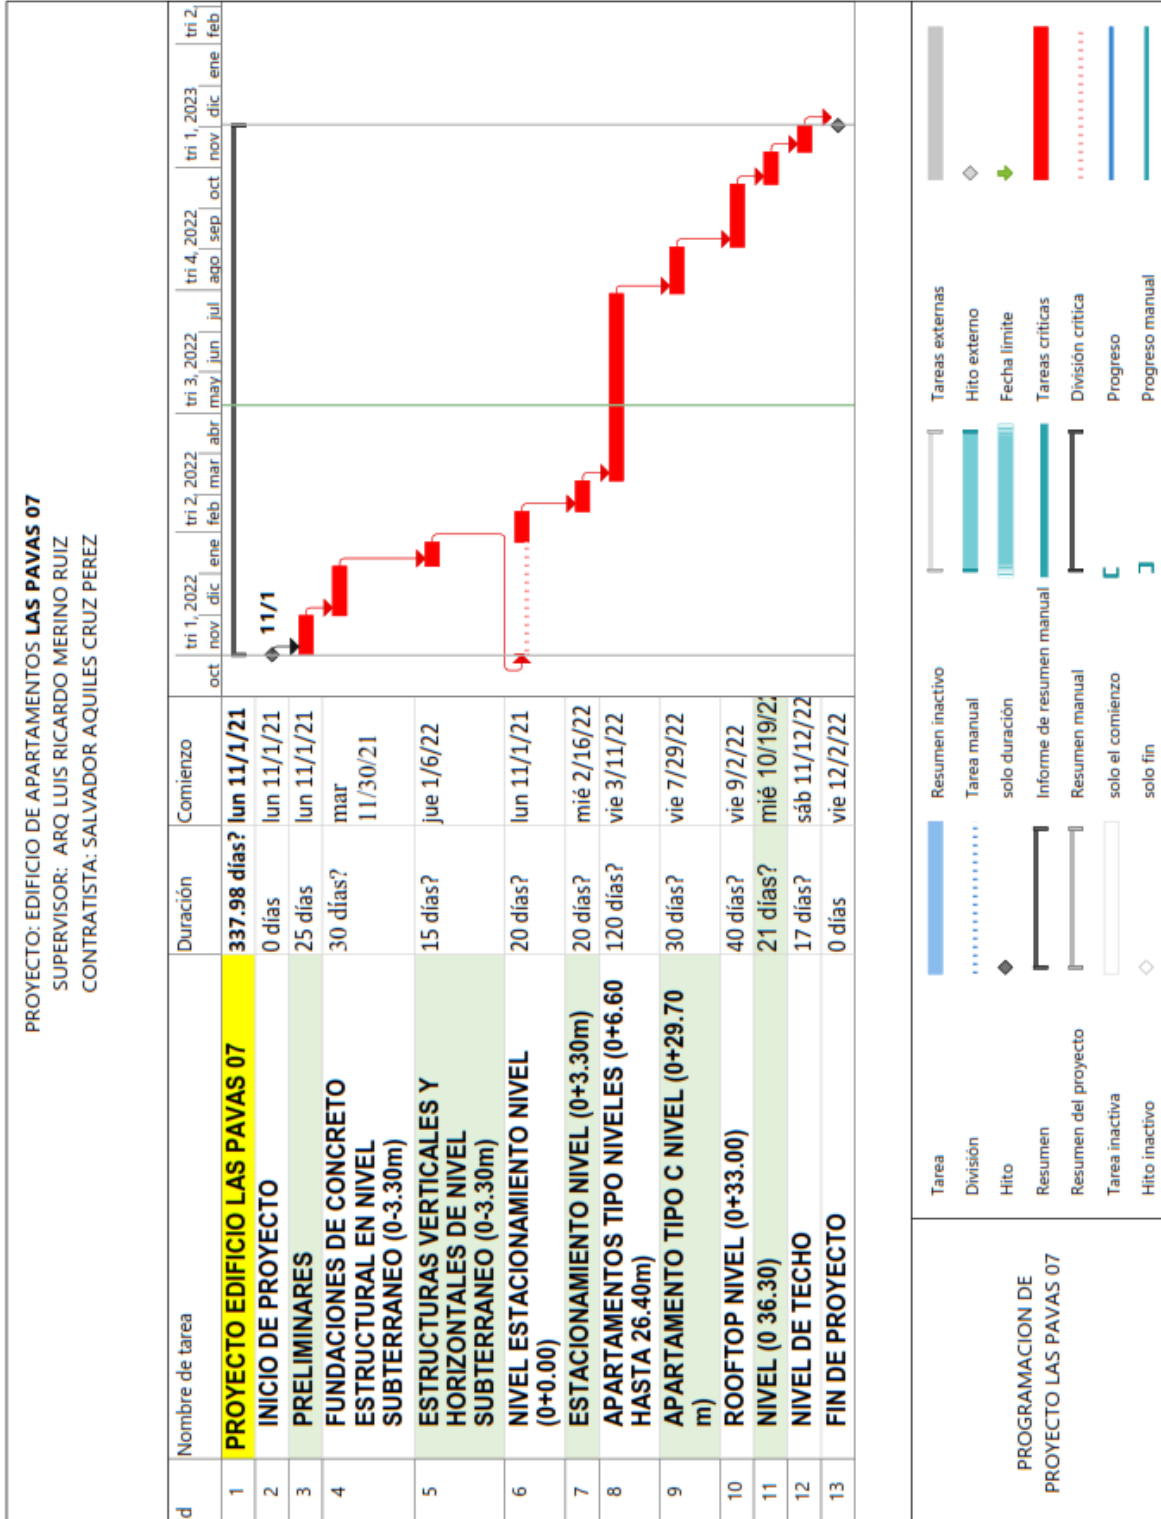 PROYECTO: EDIFICIO DE APARTAMENTOS LAS PAVAS 07
SUPERVISOR: ARQ LUIS RICARDO MERINO RUIZ
CONTRATISTA: SALVADOR AQUILES CRUZ PEREZ
d Nombre de tarea Duración Comienzo
tri 1, 2022 tri 2, 2022 tri 3, 2022 tri 4, 2022 tri 1, 2023 tri 2,
oct nov dic ene feb mar abr may jun jul ago sep oct nov dic ene feb
1 PROYECTO EDIFICIO LAS PAVAS 07 337.98 días? lun 11/1/21
2 INICIO DE PROYECTO 0 días lun 11/1/21 11/1
3 PRELIMINARES 25 días lun 11/1/21
4 FUNDACIONES DE CONCRETO 30 días? mar
ESTRUCTURAL EN NIVEL 11/30/21
SUBTERRANEO (0-3.30m)
5 ESTRUCTURAS VERTICALES Y 15 días? jue 1/6/22
HORIZONTALES DE NIVEL
SUBTERRANEO (0-3.30m)
6 NIVEL ESTACIONAMIENTO NIVEL 20 días? lun 11/1/21
(0+0.00)
7 ESTACIONAMIENTO NIVEL (0+3.30m) 20 días? mié 2/16/22
8 APARTAMENTOS TIPO NIVELES (0+6.60 120 días? vie 3/11/22
HASTA 26.40m)
9 APARTAMENTO TIPO C NIVEL (0+29.70 30 días? vie 7/29/22
m)
10 ROOFTOP NIVEL (0+33.00) 40 días? vie 9/2/22
11 NIVEL (0 36.30) 21 días? mié 10/19/22
12 NIVEL DE TECHO 17 días? sáb 11/12/22
13 FIN DE PROYECTO 0 días vie 12/2/22
PROGRAMACION DE
PROYECTO LAS PAVAS 07
Tarea Resumen inactivo Tareas externas
División Tarea manual Hito externo
Hito solo duración Fecha límite
Resumen Informe de resumen manual Tareas críticas
Resumen del proyecto Resumen manual División crítica
Tarea inactiva solo el comienzo Progreso
Hito inactivo solo fin Progreso manual